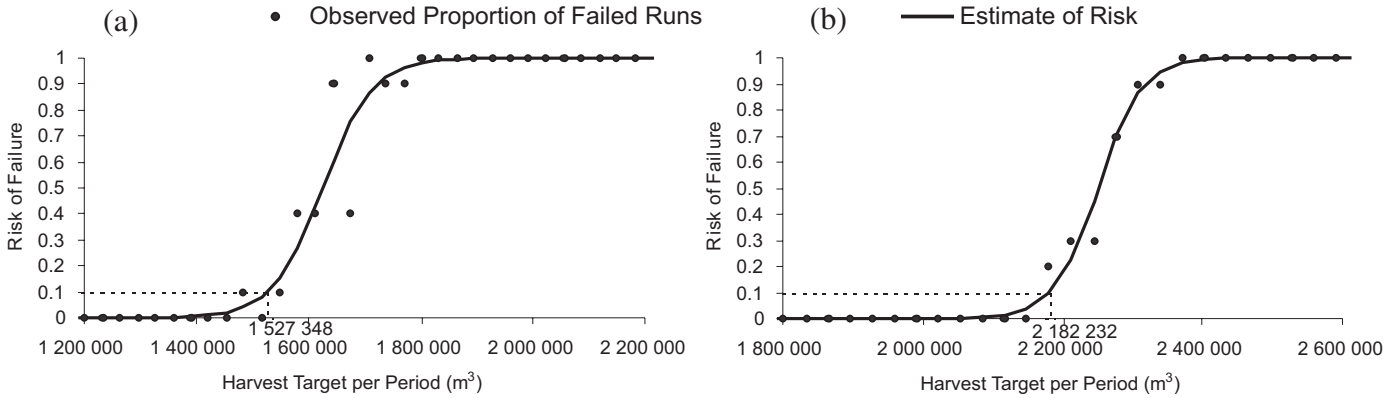 (a) Observed Proportion of Failed Runs (b) Estimate of Risk
Risk of Failure
1
0.9
0.8
0.7
0.6
0.5
0.4
0.3
0.2
0.1
0
1 527 348
1 200 000 1 400 000 1 600 000 1 800 000 2 000 000 2 200 000
Harvest Target per Period (m³)
Risk of Failure
1
0.9
0.8
0.7
0.6
0.5
0.4
0.3
0.2
0.1
0
2 182 232
1 800 000 2 000 000 2 200 000 2 400 000 2 600 000
Harvest Target per Period (m³)